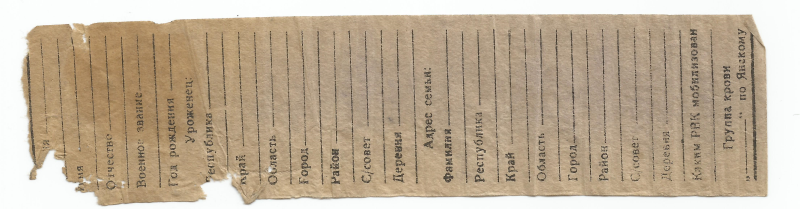 ия
Имя
Отчество
Военное звание
Год рождения
Уроженец:
Республика
Край
Область
Город
Район
С/совет
Деревня
Адрес семьи:
Фамилия
Республика
Край
Область
Город
Район
С/совет
Деревня
Каким РВК мобилизован
Группа крови
„ “ по Янскому